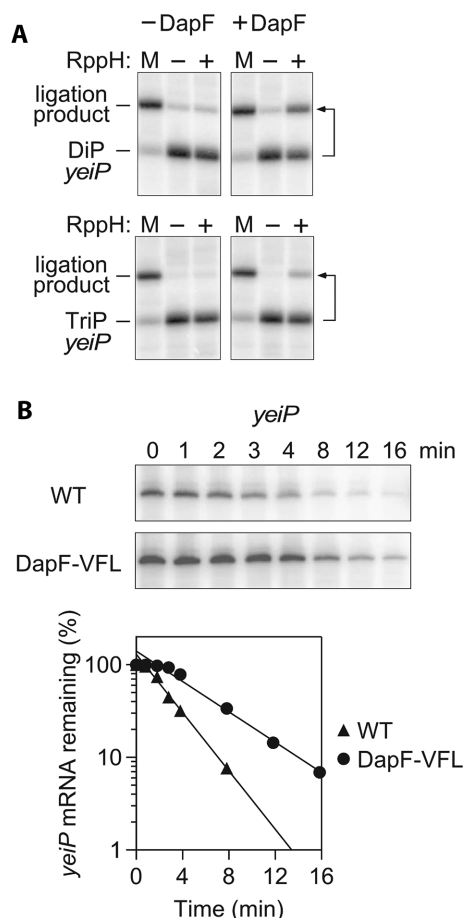 A
− DapF + DapF
RppH: M − + M − +
ligation
product
DiP
yeiP
RppH: M − + M − +
ligation
product
TriP
yeiP
B
yeiP
0 1 2 3 4 8 12 16 min
WT
DapF-VFL
yeiP mRNA remaining (%)
100
10
1
0 4 8 12 16
Time (min)
WT
DapF-VFL